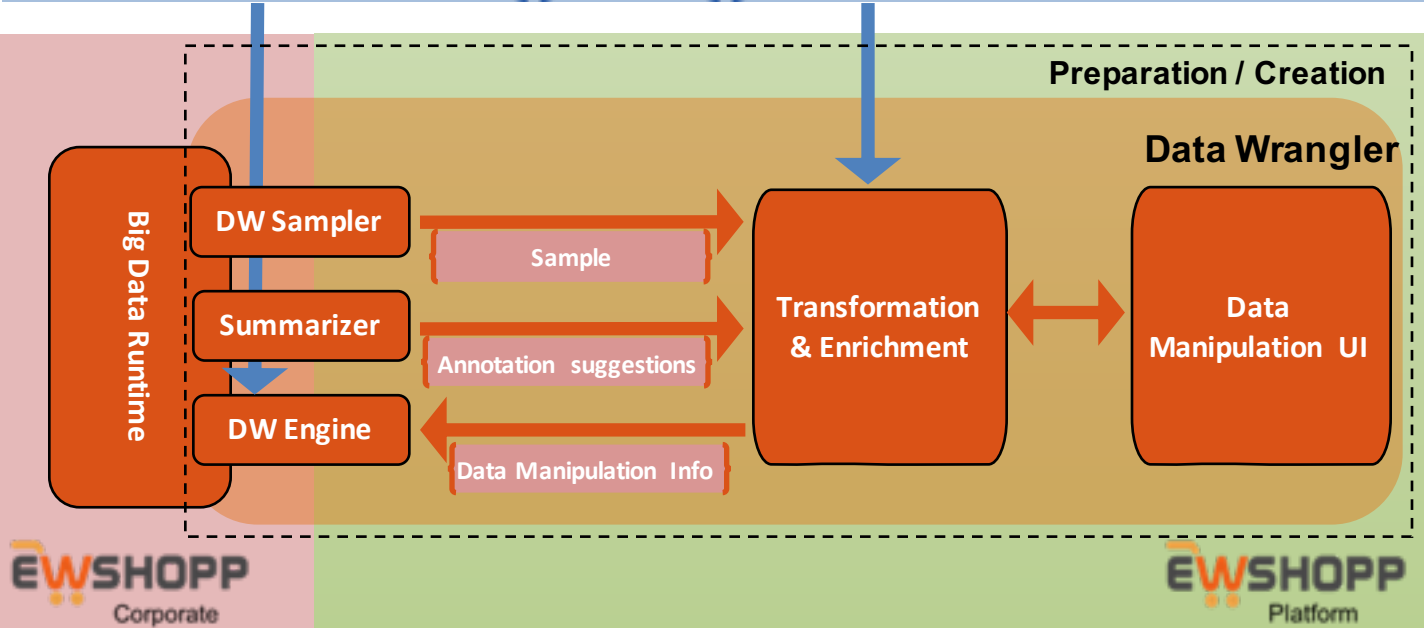 Preparation / Creation
Data Wrangler
Big Data Runtime
DW Sampler
Sample
Summarizer
Annotation suggestions
DW Engine
Data Manipulation Info
Transformation
& Enrichment
Data
Manipulation UI
EWSHOPP
Corporate
EWSHOPP
Platform